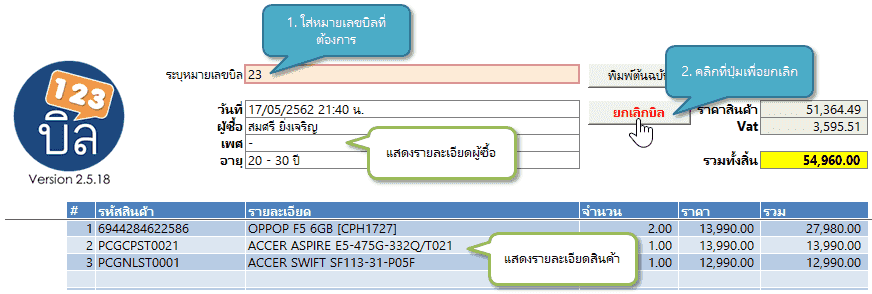 1. ใส่หมายเลขบิลที่
ต้องการ
ระบุหมายเลขบิล 23
พิมพ์ต้นฉบับ
2. คลิกที่ปุ่มเพื่อยกเลิก
123
บิล
Version 2.5.18
วันที่ 17/05/2562 21:40 น.
ผู้ซื้อ สมศรี ยิ่งเจริญ
เพศ -
อายุ 20 - 30 ปี
แสดงรายละเอียดผู้ซื้อ
ยกเลิกบิล
ราคาสินค้า 51,364.49
Vat 3,595.51
รวมทั้งสิ้น 54,960.00
# รหัสสินค้า รายละเอียด จำนวน ราคา รวม
1 6944284622586 OPPOP F5 6GB [CPH1727] 2.00 13,990.00 27,980.00
2 PCGCPST0021 ACCER ASPIRE E5-475G-332Q/T021 1.00 13,990.00 13,990.00
3 PCGNLST0001 ACCER SWIFT SF113-31-P05F 1.00 12,990.00 12,990.00
แสดงรายละเอียดสินค้า